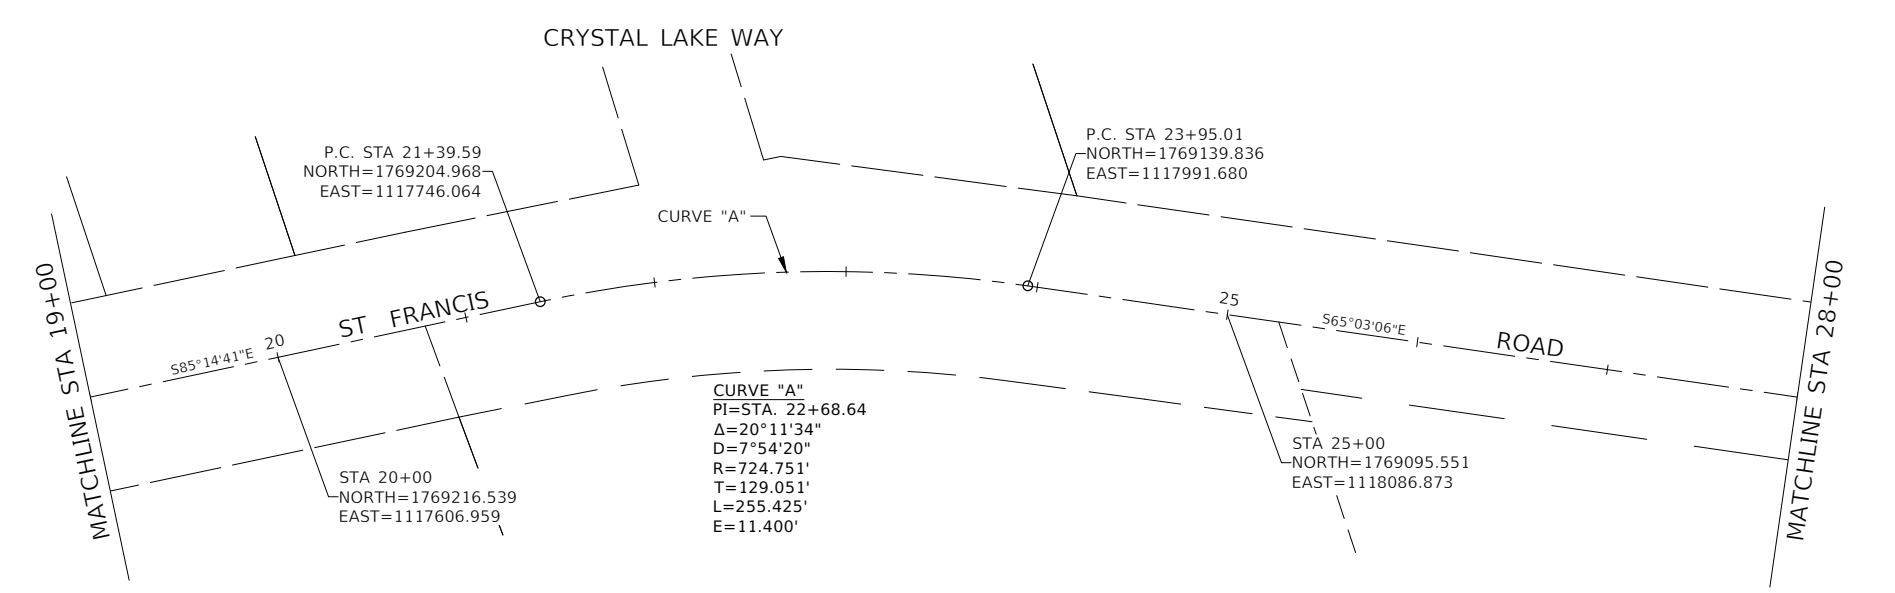 CRYSTAL LAKE WAY
P.C. STA 21+39.59
NORTH=1769204.968
EAST=1117746.064
P.C. STA 23+95.01
NORTH=1769139.836
EAST=1117991.680
CURVE "A"
MATCHLINE STA 19+00
S85°14'41"E
20
ST FRANCIS
25
S65°03'06"E
ROAD
MATCHLINE STA 28+00
STA 20+00
NORTH=1769216.539
EAST=1117606.959
CURVE "A"
PI=STA. 22+68.64
Δ=20°11'34"
D=7°54'20"
R=724.751'
T=129.051'
L=255.425'
E=11.400'
STA 25+00
NORTH=1769095.551
EAST=1118086.873